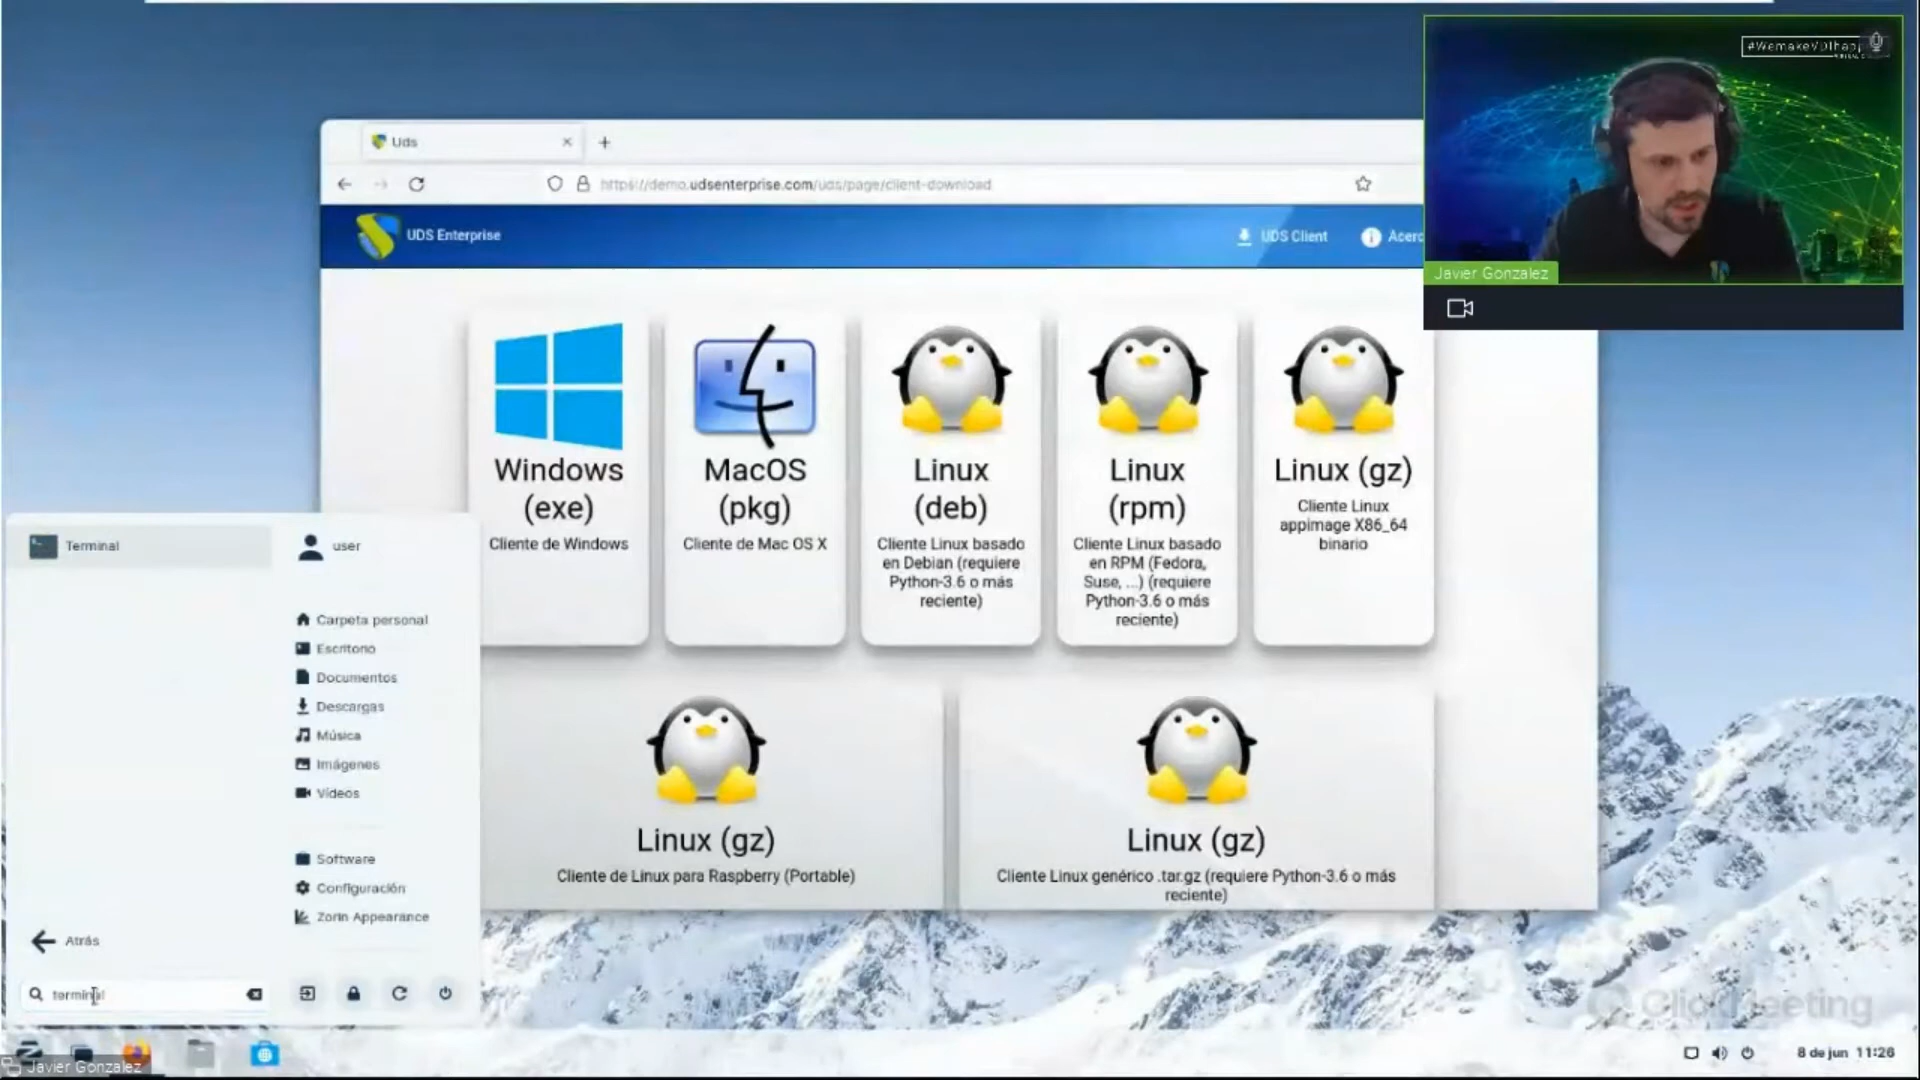 Uds
https://demo.udsenterprise.com/uds/page/client-download
UDS Enterprise
UDS Client
Acerc
#WemakeVDIhapp
Javier Gonzalez
Windows
(exe)
Cliente de Windows
MacOS
(pkg)
Cliente de Mac OS X
Linux
(deb)
Cliente Linux basado
en Debian (requiere
Python-3.6 o más
reciente)
Linux
(rpm)
Cliente Linux basado
en RPM (Fedora,
Suse, ...) (requiere
Python-3.6 o más
reciente)
Linux (gz)
Cliente Linux
appimage X86_64
binario
Linux (gz)
Cliente de Linux para Raspberry (Portable)
Linux (gz)
Cliente Linux genérico .tar.gz (requiere Python-3.6 o más
reciente)
Terminal
user
Carpeta personal
Escritorio
Documentos
Descargas
Música
Imágenes
Vídeos
Software
Configuración
Zorin Appearance
Atrás
terminal
ClickMeeting
Javier Gonzalez
8 de jun 11:26